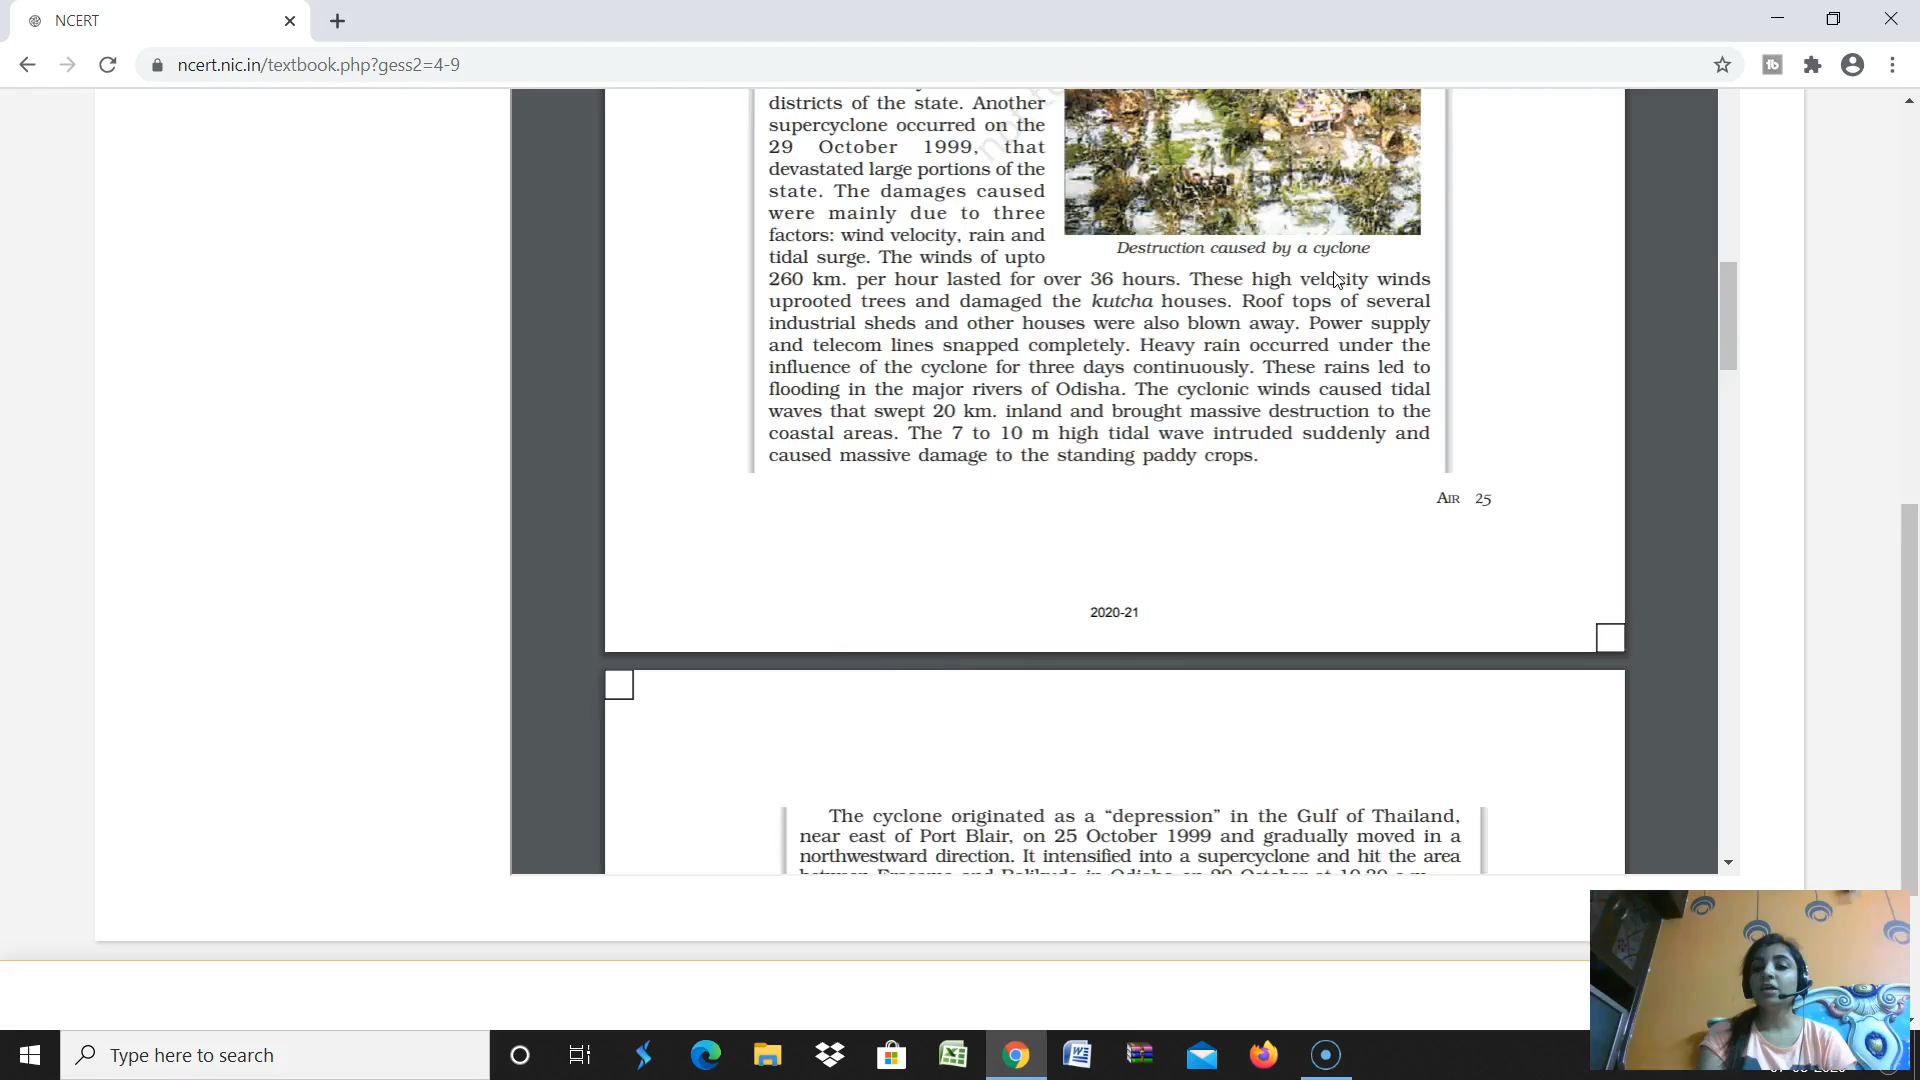 NCERT
ncert.nic.in/textbook.php?gess2=4-9
districts of the state. Another
supercyclone occurred on the
29 October 1999, that
devastated large portions of the
state. The damages caused
were mainly due to three
factors: wind velocity, rain and
tidal surge. The winds of upto
Destruction caused by a cyclone
260 km. per hour lasted for over 36 hours. These high velocity winds
uprooted trees and damaged the kutcha houses. Roof tops of several
industrial sheds and other houses were also blown away. Power supply
and telecom lines snapped completely. Heavy rain occurred under the
influence of the cyclone for three days continuously. These rains led to
flooding in the major rivers of Odisha. The cyclonic winds caused tidal
waves that swept 20 km. inland and brought massive destruction to the
coastal areas. The 7 to 10 m high tidal wave intruded suddenly and
caused massive damage to the standing paddy crops.
AIR 25
2020-21
The cyclone originated as a “depression” in the Gulf of Thailand,
near east of Port Blair, on 25 October 1999 and gradually moved in a
northwestward direction. It intensified into a supercyclone and hit the area
Type here to search